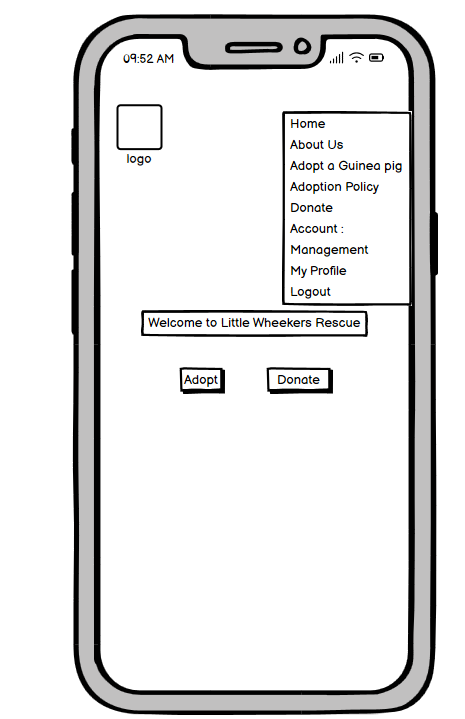 09:52 AM
logo
Home
About Us
Adopt a Guinea pig
Adoption Policy
Donate
Account :
Management
My Profile
Logout
Welcome to Little Wheekers Rescue
Adopt
Donate